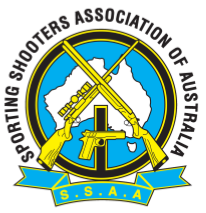 SPORTING SHOOTERS ASSOCIATION OF AUSTRALIA
S.S.A.A